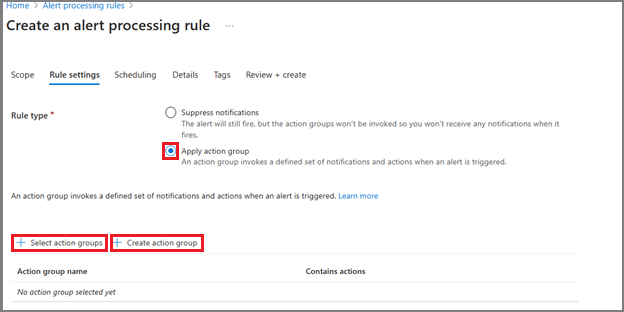 Home > Alert processing rules >
Create an alert processing rule ...
Scope Rule settings Scheduling Details Tags Review + create
Rule type *
Suppress notifications
The alert will still fire, but the action groups won't be invoked so you won't receive any notifications when it
fires.
Apply action group
An action group invokes a defined set of notifications and actions when an alert is triggered.
An action group invokes a defined set of notifications and actions when an alert is triggered. Learn more
+ Select action groups + Create action group
Action group name Contains actions
No action group selected yet